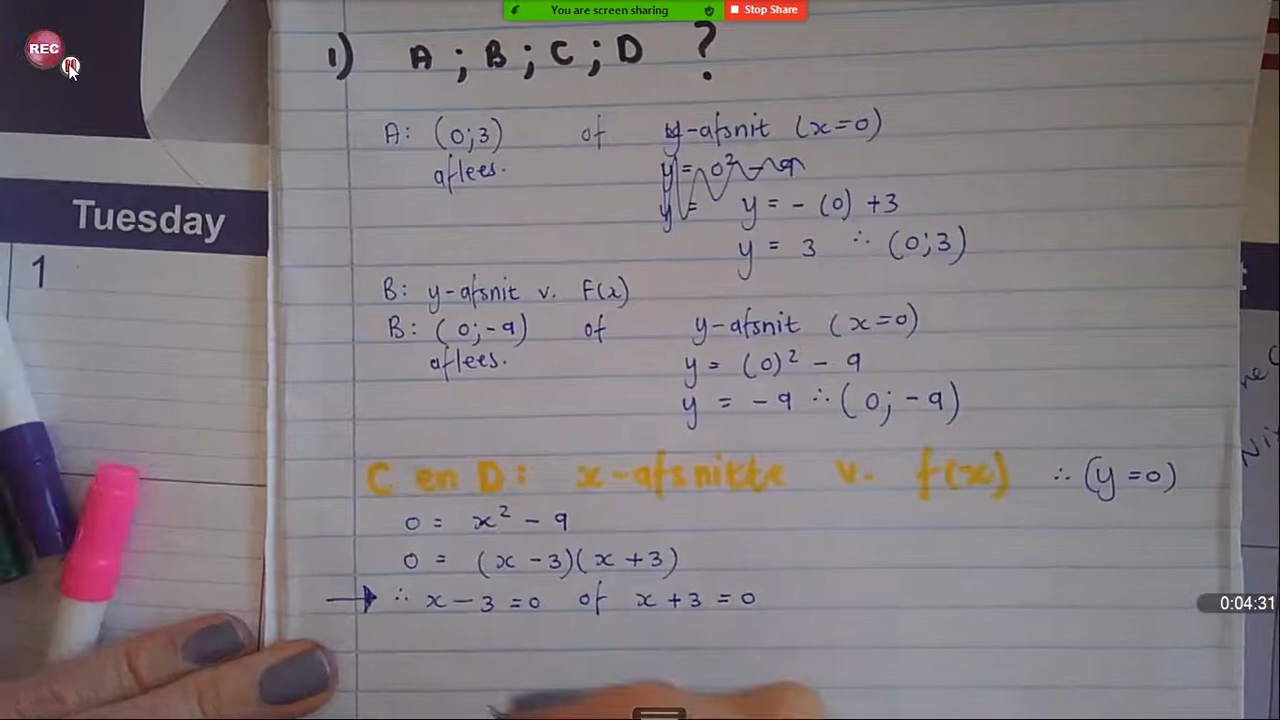 You are screen sharing Stop Share
REC
1) A ; B ; C ; D ?
A: (0;3) of y-afsnit (x=0)
aflees. y = 0² - 9
y = y = - (0) + 3
y = 3 ∴ (0;3)
Tuesday
1
B: y-afsnit v. f(x)
B: (0;-9) of y-afsnit (x=0)
aflees. y = (0)² - 9
y = -9 ∴ (0;-9)
C en D: x-afsnitte v. f(x) ∴ (y=0)
0 = x² - 9
0 = (x - 3)(x + 3)
→ ∴ x - 3 = 0 of x + 3 = 0
0:04:31